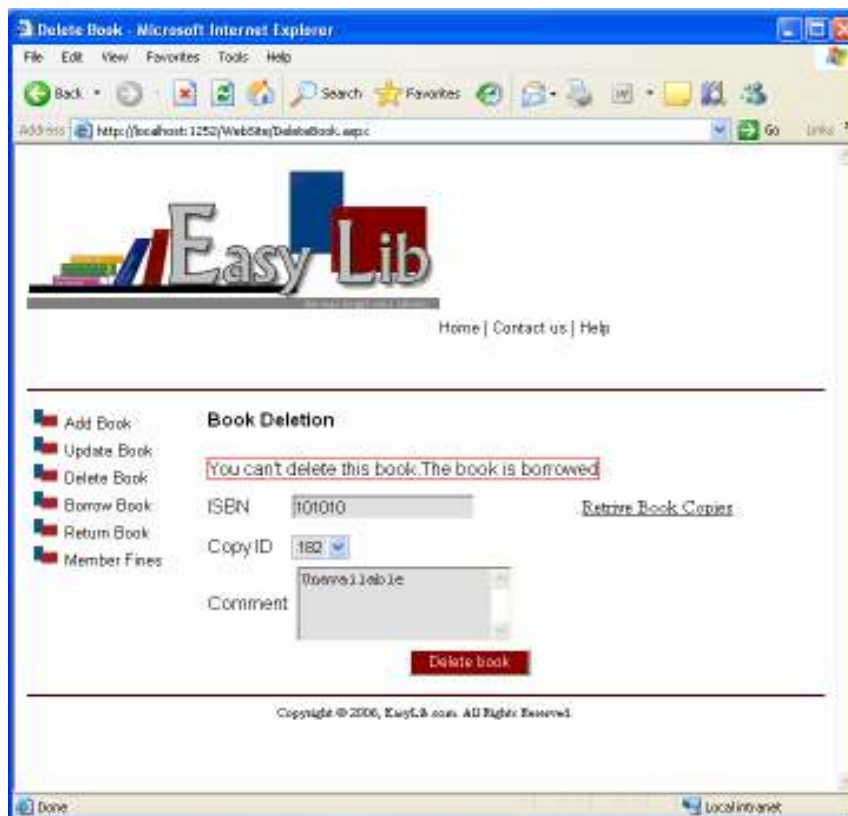 Delete Book - Microsoft Internet Explorer
File Edit View Favorites Tools Help
Back Search Favorites
Address http://localhost:1252/WebSite/DeleteBook.aspx Go Links
Easy Lib
Home | Contact us | Help
Add Book
Update Book
Delete Book
Borrow Book
Return Book
Member Fines
Book Deletion
You can't delete this book.The book is borrowed
ISBN 101010 Retrive Book Copies
Copy ID 182
Comment Unavailable
Delete book
Copyright © 2006, EasyLib.com. All Rights Reserved.
Done Local intranet